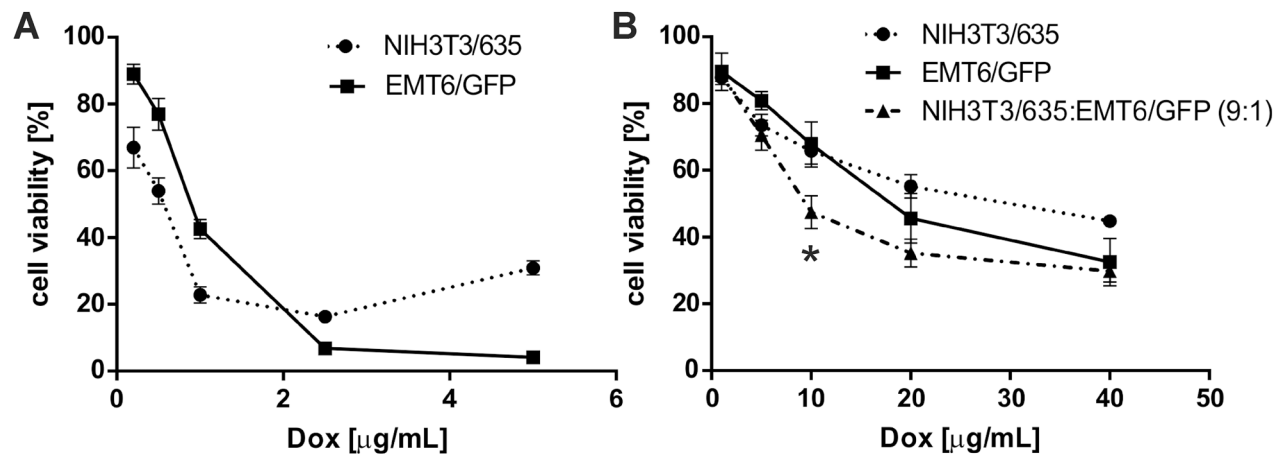 A
cell viability [%]
100
80
60
40
20
0
0
2
4
6
Dox [μg/mL]
NIH3T3/635
EMT6/GFP
B
cell viability [%]
100
80
60
40
20
0
0
10
20
30
40
50
Dox [μg/mL]
NIH3T3/635
EMT6/GFP
NIH3T3/635:EMT6/GFP (9:1)
*